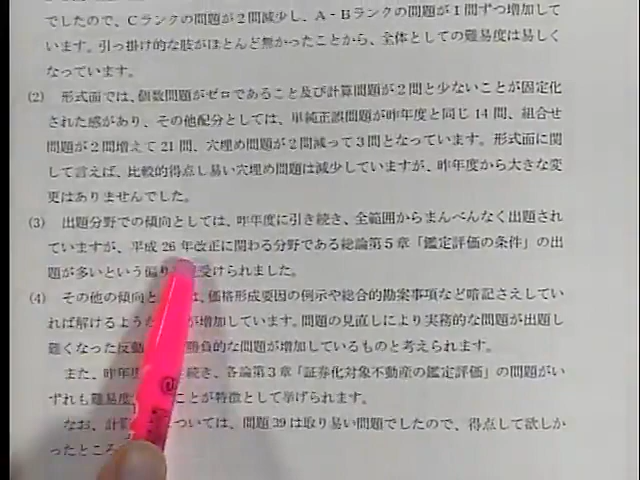 でしたので、Cランクの問題が2問減少し、A・Bランクの問題が1問ずつ増加して
います。引っ掛け的な肢がほとんど無かったことから、全体としての難易度は易しく
なっています。
(2) 形式面では、個数問題がゼロであること及び計算問題が2問と少ないことが固定化
された感があり、その他配分としては、単純正誤問題が昨年度と同じ14問、組合せ
問題が2問増えて21問、穴埋め問題が2問減って3問となっています。形式面に関
して言えば、比較的得点し易い穴埋め問題は減少していますが、昨年度から大きな変
更はありませんでした。
(3) 出題分野での傾向としては、昨年度に引き続き、全範囲からまんべんなく出題され
ていますが、平成26年改正に関わる分野である総論第5章「鑑定評価の条件」の出
題が多いという偏り 受けられました。
(4) その他の傾向と は、価格形成要因の例示や総合的勘案事項など暗記さえしてい
れば解けるよう が増加しています。問題の見直しにより実務的な問題が出題し
難くなった反動 勝負的な問題が増加しているものと考えられます。
また、昨年 続き、各論第3章「証券化対象不動産の鑑定評価」の問題がい
ずれも難易度 ことが特徴として挙げられます。
なお、計 ついては、問題39は取り易い問題でしたので、得点して欲しか
ったところ